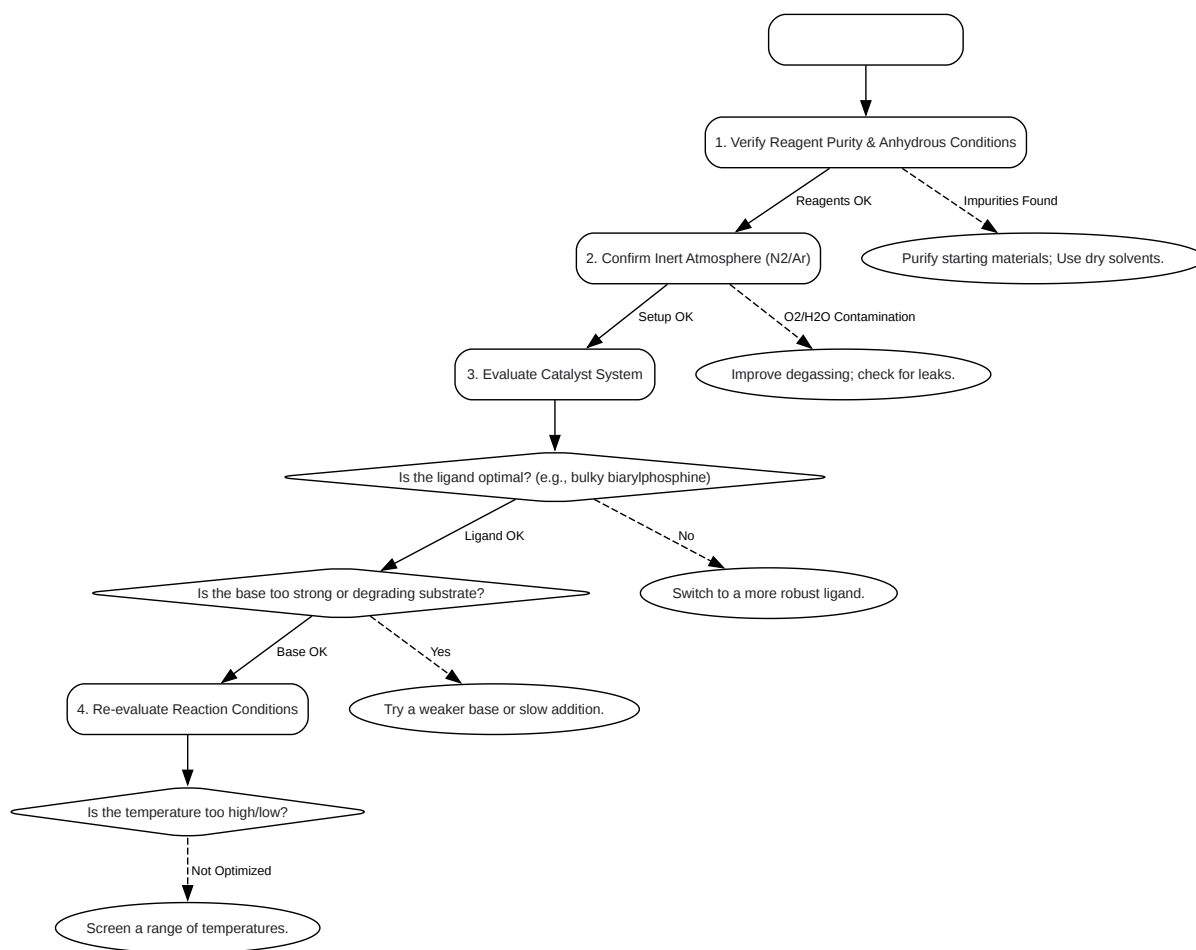 1. Verify Reagent Purity & Anhydrous Conditions
Reagents OK
Impurities Found
2. Confirm Inert Atmosphere (N2/Ar)
Purify starting materials; Use dry solvents.
Setup OK
O2/H2O Contamination
3. Evaluate Catalyst System
Improve degassing; check for leaks.
Is the ligand optimal? (e.g., bulky biarylphosphine)
Ligand OK
No
Is the base too strong or degrading substrate?
Switch to a more robust ligand.
Base OK
Yes
4. Re-evaluate Reaction Conditions
Try a weaker base or slow addition.
Is the temperature too high/low?
Not Optimized
Screen a range of temperatures.